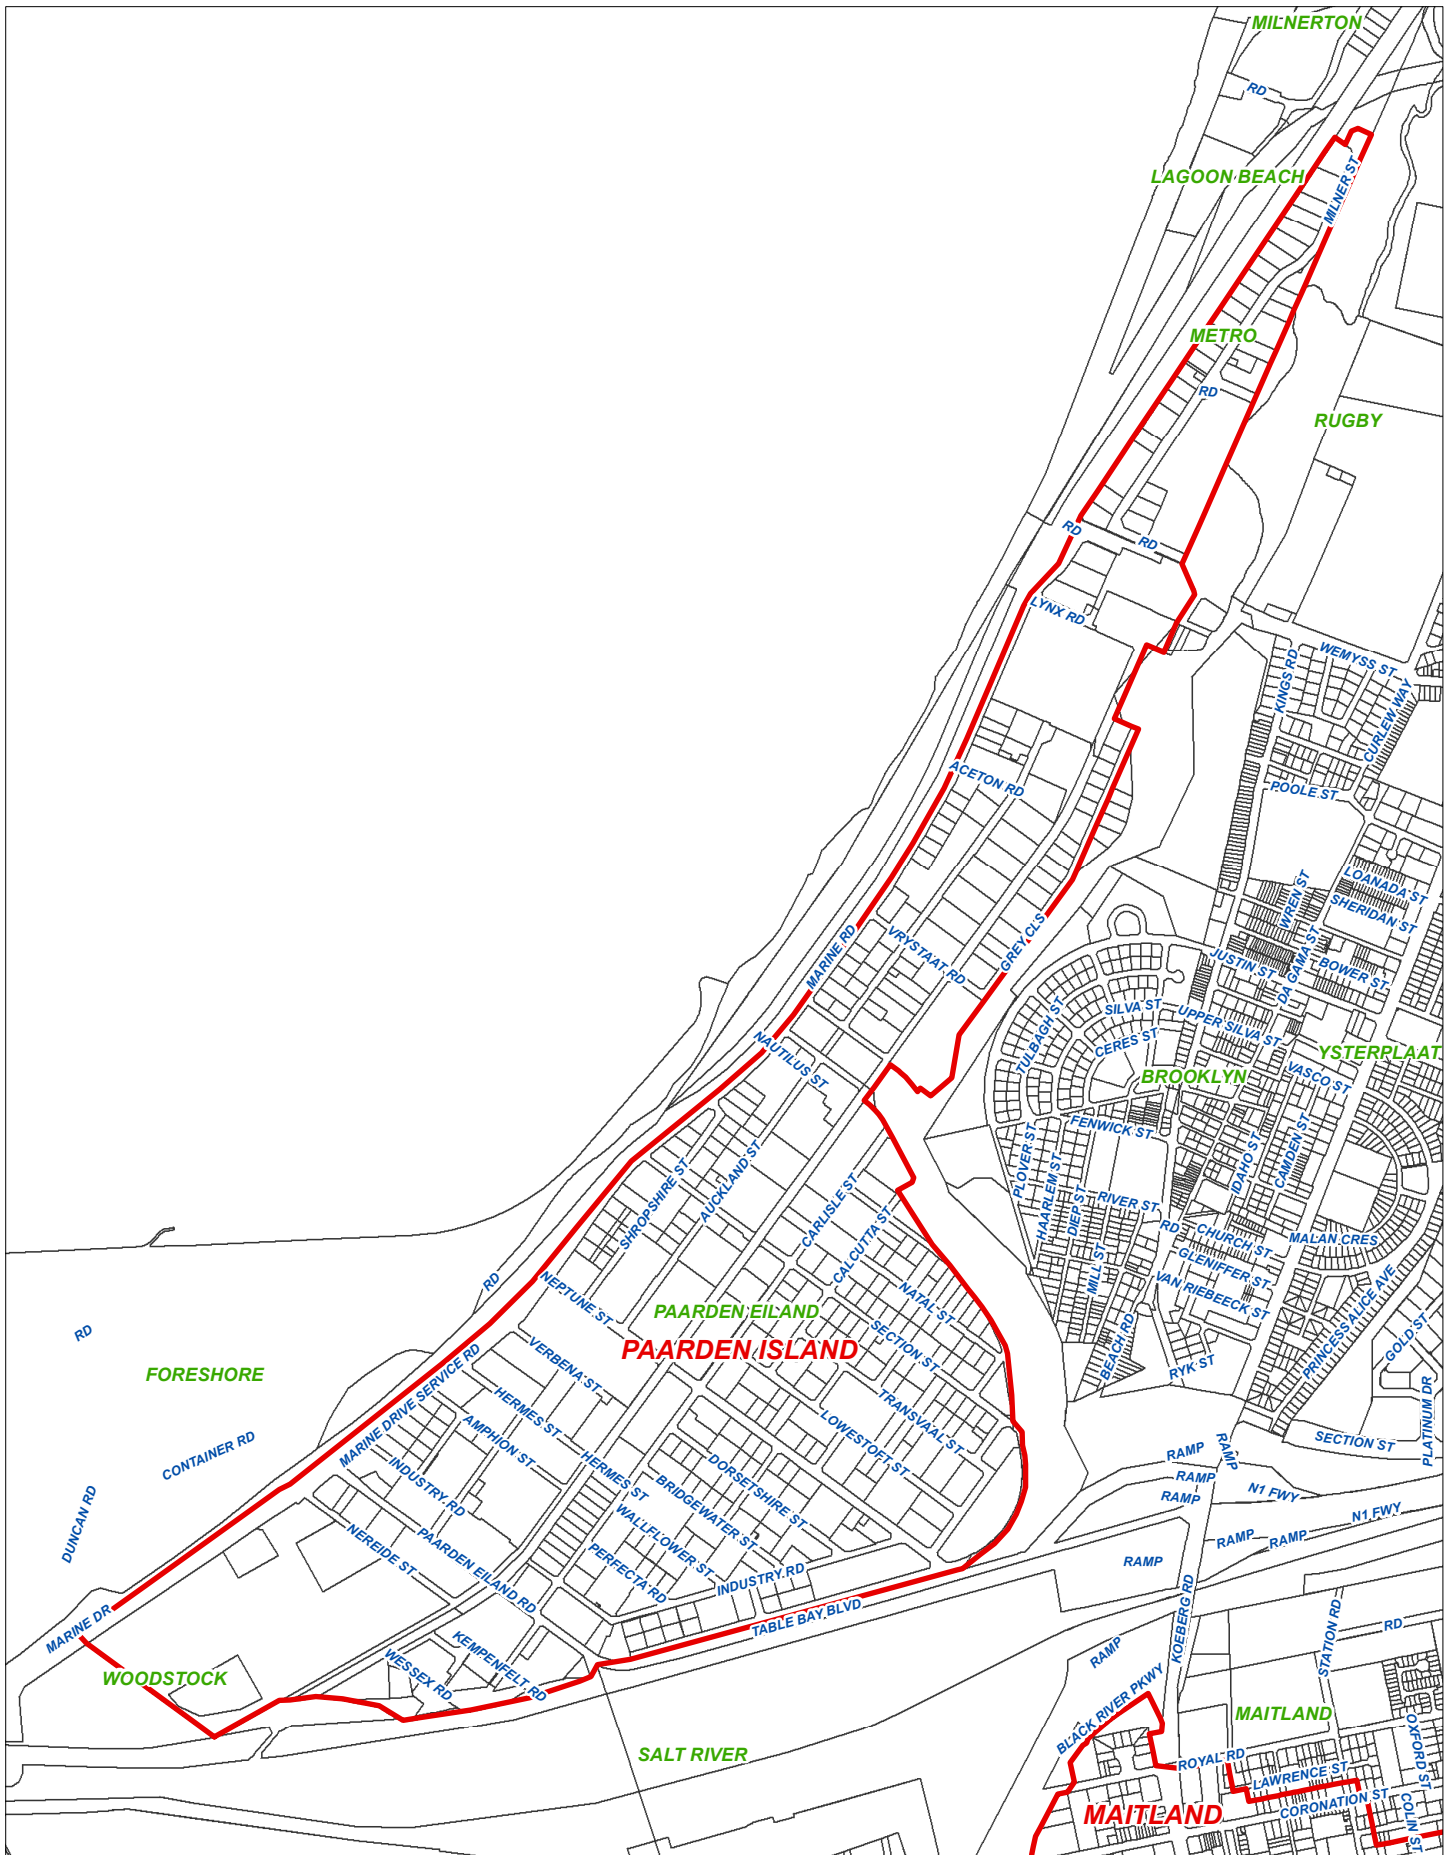 MILNERTON
RD
LAGOON BEACH
MILNER ST
METRO
RD
RUGBY
RD
RD
LYNX RD
WEMYSS ST
KINGS RD
CURLEW WAY
ACETON RD
POOLE ST
LOANADA ST
WREN ST
SHERIDAN ST
GREY CLS
MARINE RD
VRYSTAAT RD
JUSTIN ST
DA GAMA ST
BOWER ST
SILVA ST
UPPER SILVA ST
TULBAGH ST
CERES ST
NAUTILUS ST
YSTERPLAAT
BROOKLYN
VASCO ST
FENWICK ST
PLOVER ST
HAARLEM ST
IDAHO ST
CAMDEN ST
AUCKLAND ST
SHROPSHIRE ST
CARLISLE ST
CALCUTTA ST
DIEP ST
RIVER ST
RD
CHURCH ST
MALAN CRES
GLENIFFER ST
MILL ST
VAN RIEBEECK ST
RD
NEPTUNE ST
NATAL ST
PAARDEN EILAND
PAARDEN ISLAND
SECTION ST
BEACH RD
PRINCESS ALICE AVE
GOLD ST
RD
FORESHORE
VERBENA ST
RYK ST
MARINE DRIVE SERVICE RD
HERMES ST
AMPHION ST
TRANSVAAL ST
LOWESTOFT ST
PLATINUM DR
SECTION ST
CONTAINER RD
RAMP
RAMP
RAMP
RAMP
N1 FWY
N1 FWY
INDUSTRY RD
HERMES ST
DORSETSHIRE ST
BRIDGEWATER ST
DUNCAN RD
NEREIDE ST
WALLFLOWER ST
PAARDEN EILAND RD
PERFECTA RD
INDUSTRY RD
RAMP
RAMP
RAMP
TABLE BAY BLVD
KOEBERG RD
MARINE DR
STATION RD
RD
WOODSTOCK
WESSEX RD
KEMPENFELT RD
RAMP
BLACK RIVER PKWY
MAITLAND
OXFORD ST
SALT RIVER
ROYAL RD
LAWRENCE ST
CORONATION ST
MAITLAND
COLIN ST